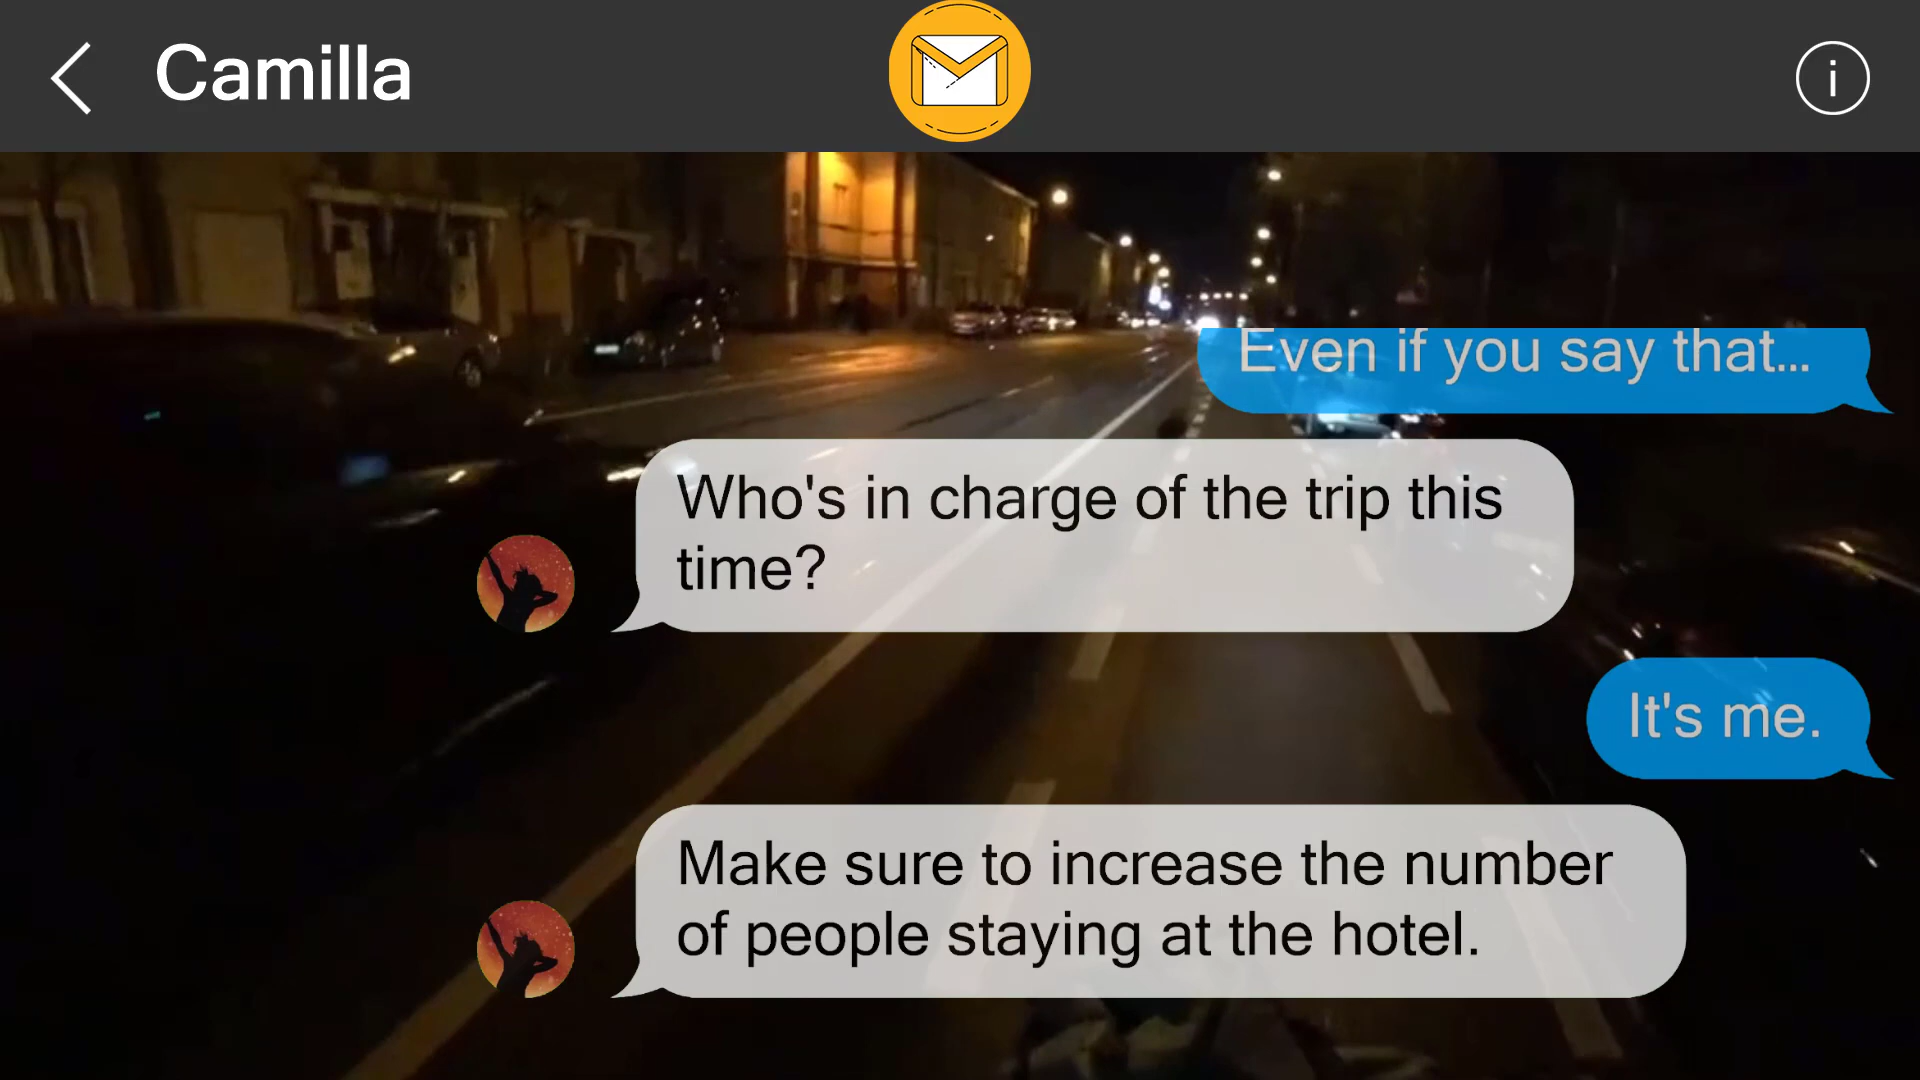 Camilla
Even if you say that...
Who's in charge of the trip this
time?
It's me.
Make sure to increase the number
of people staying at the hotel.